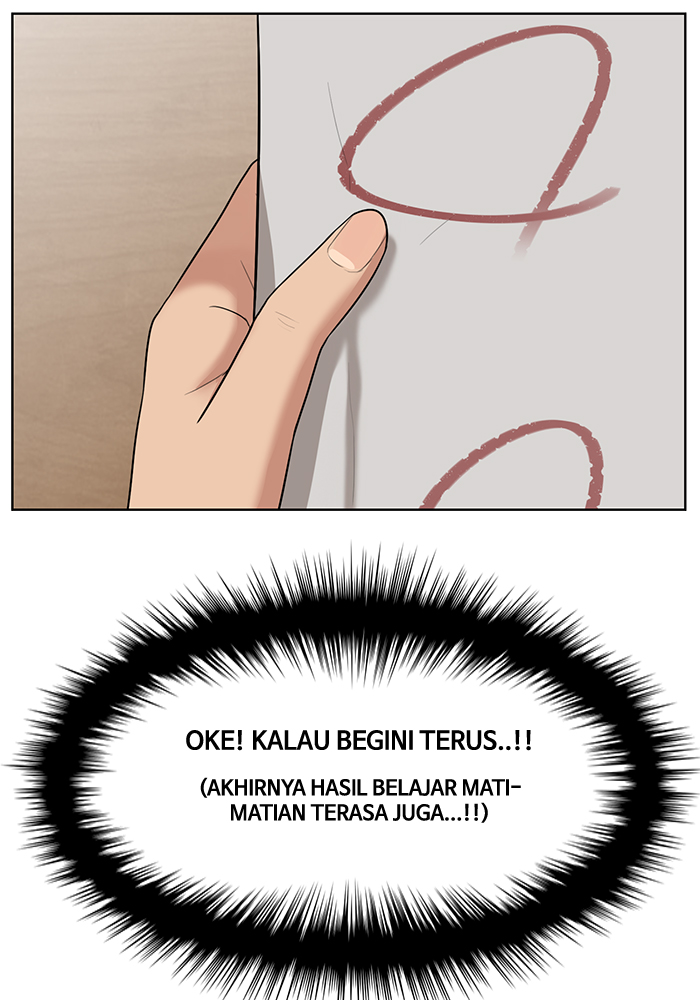 OKE! KALAU BEGINI TERUS..!!
(AKHIRNYA HASIL BELAJAR MATI-
MATIAN TERASA JUGA...!!)